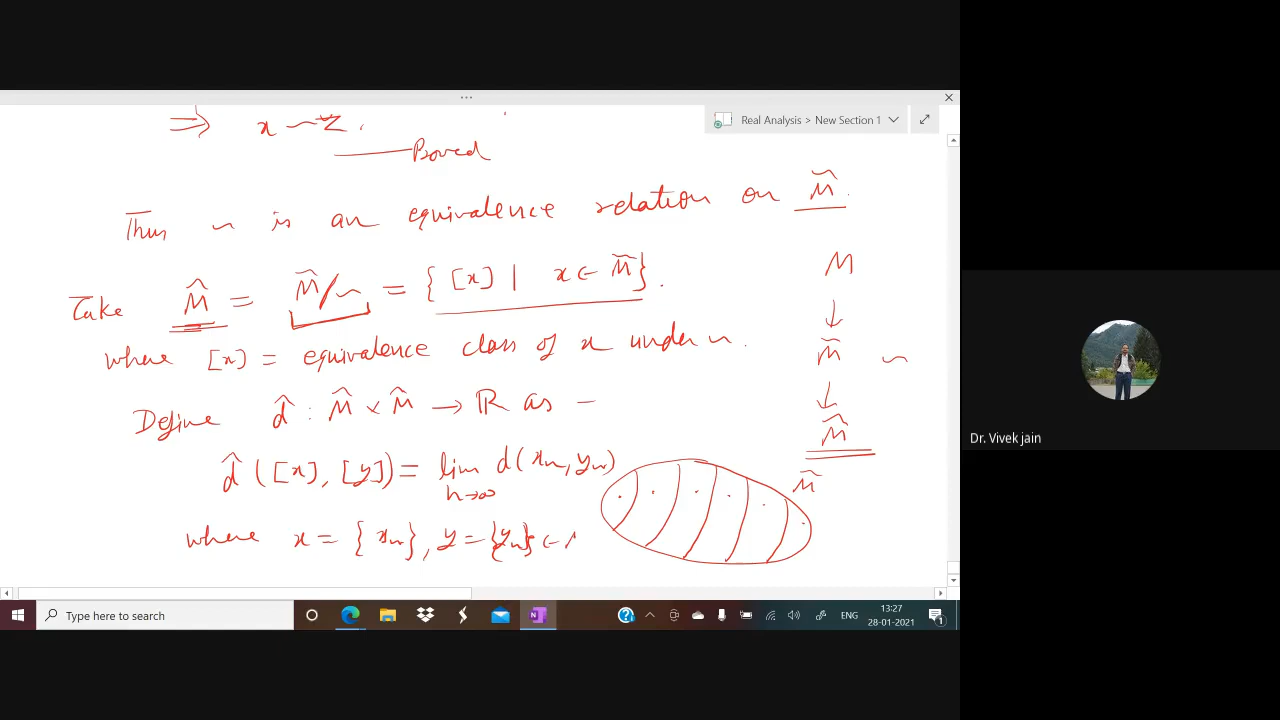 ⇒ x ~ z.
Proved
Real Analysis > New Section 1
Thus ~ is an equivalence relation on M̃.
Take M̂ = M̃/~ = { [x] | x ∈ M̃ }.
where [x] = equivalence class of x under ~.
Define d̂ : M̂ × M̂ → ℝ as –
d̂ ([x], [y]) = lim n→∞ d(xₙ, yₙ)
where x = {xₙ}, y = {yₙ} ∈
M
↓
M̃ ~
↓
M̂
M̃
Dr. Vivek jain
Type here to search
ENG
13:27
28-01-2021
1